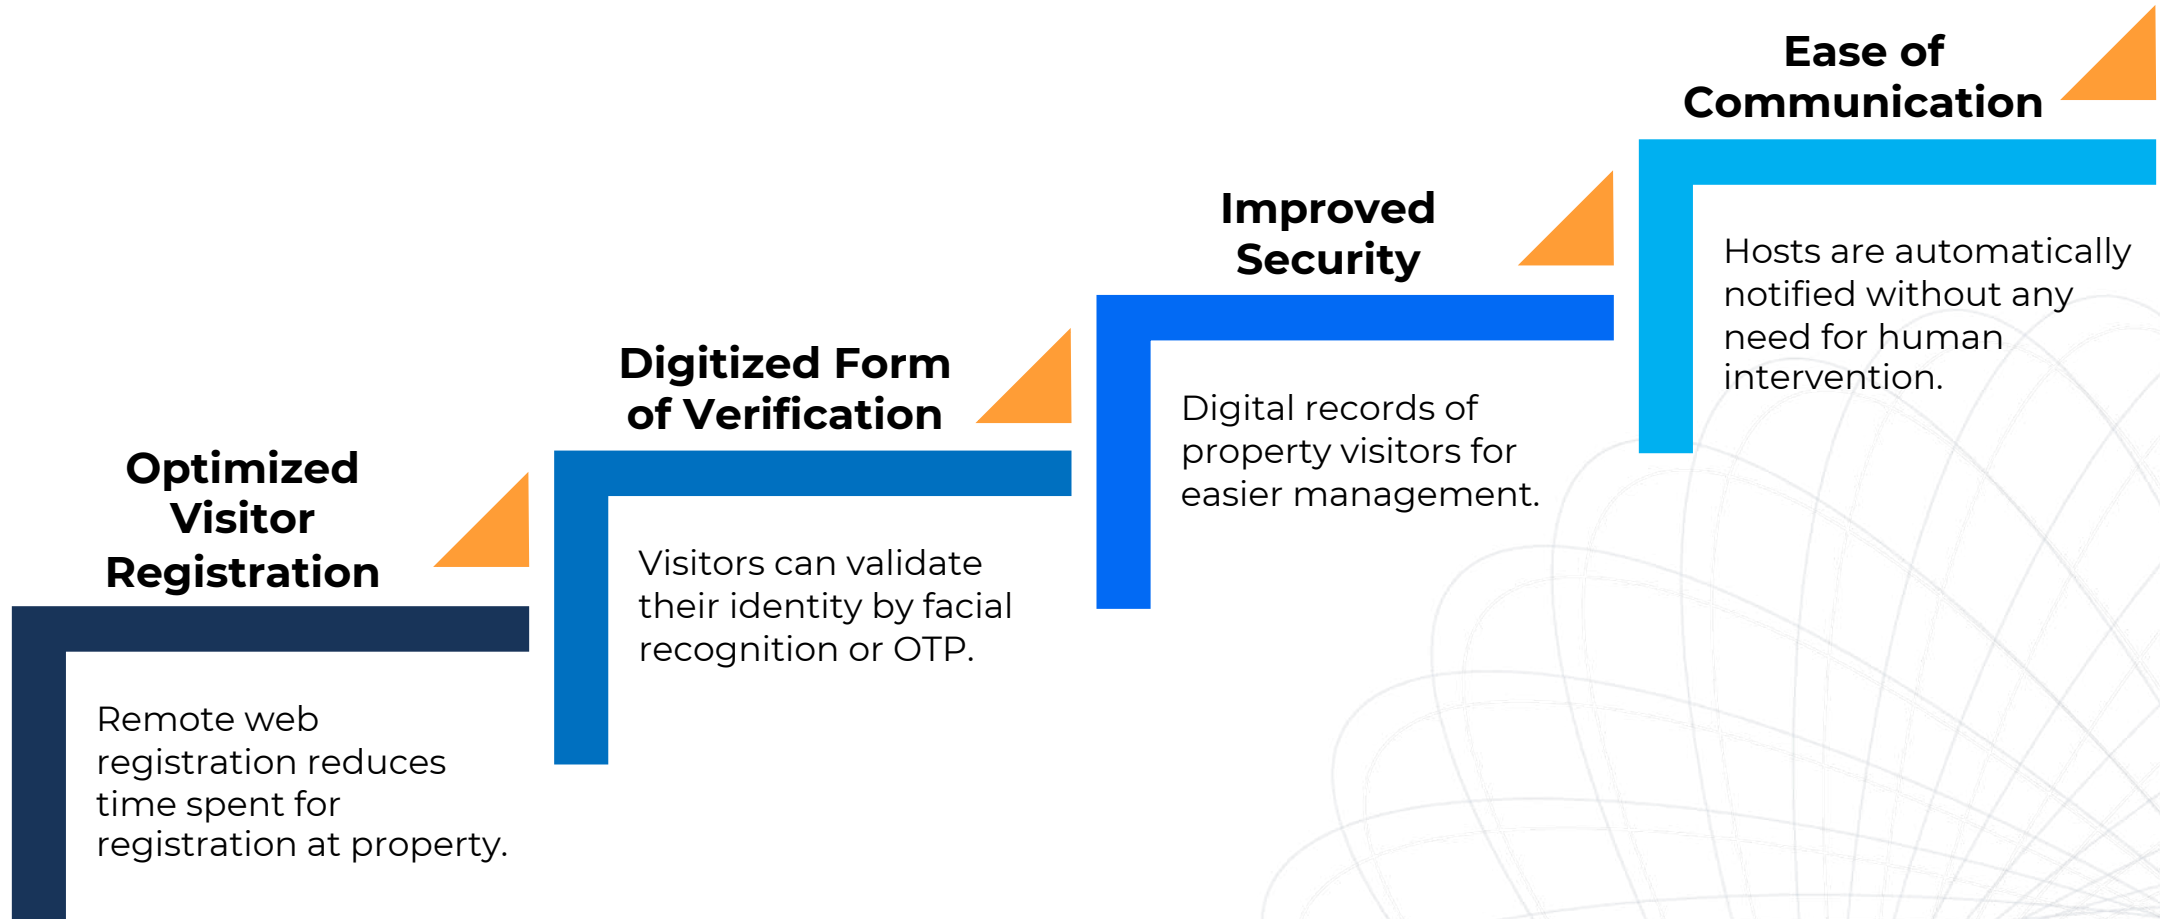 Optimized
Visitor
Registration
Remote web
registration reduces
time spent for
registration at property.
Digitized Form
of Verification
Visitors can validate
their identity by facial
recognition or OTP.
Improved
Security
Digital records of
property visitors for
easier management.
Ease of
Communication
Hosts are automatically
notified without any
need for human
intervention.